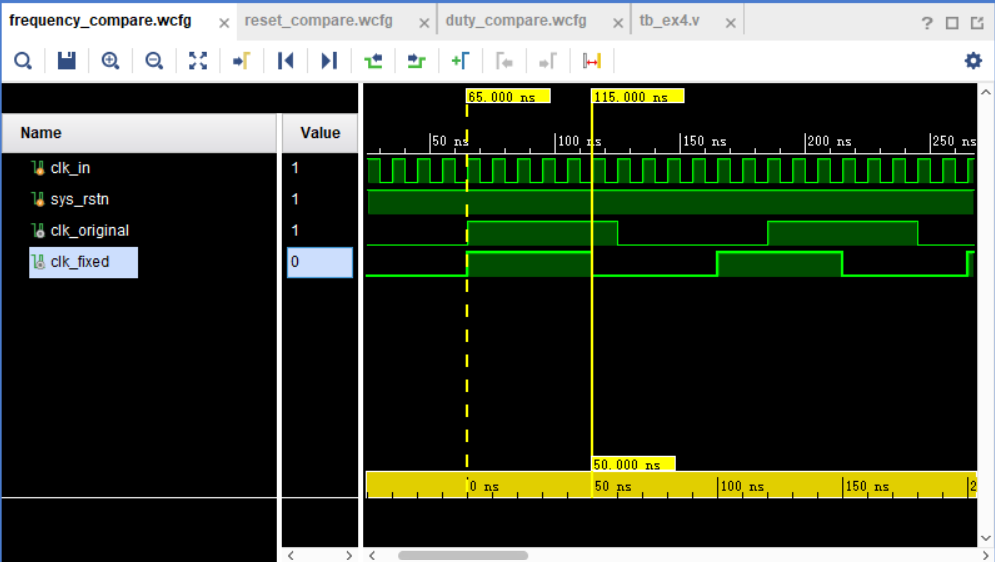 frequency_compare.wcfg × reset_compare.wcfg × duty_compare.wcfg × tb_ex4.v × ?
65.000 ns 115.000 ns
Name Value
50 ns 100 ns 150 ns 200 ns 250 ns
clk_in 1
sys_rstn 1
clk_original 1
clk_fixed 0
50.000 ns
0 ns 50 ns 100 ns 150 ns 2